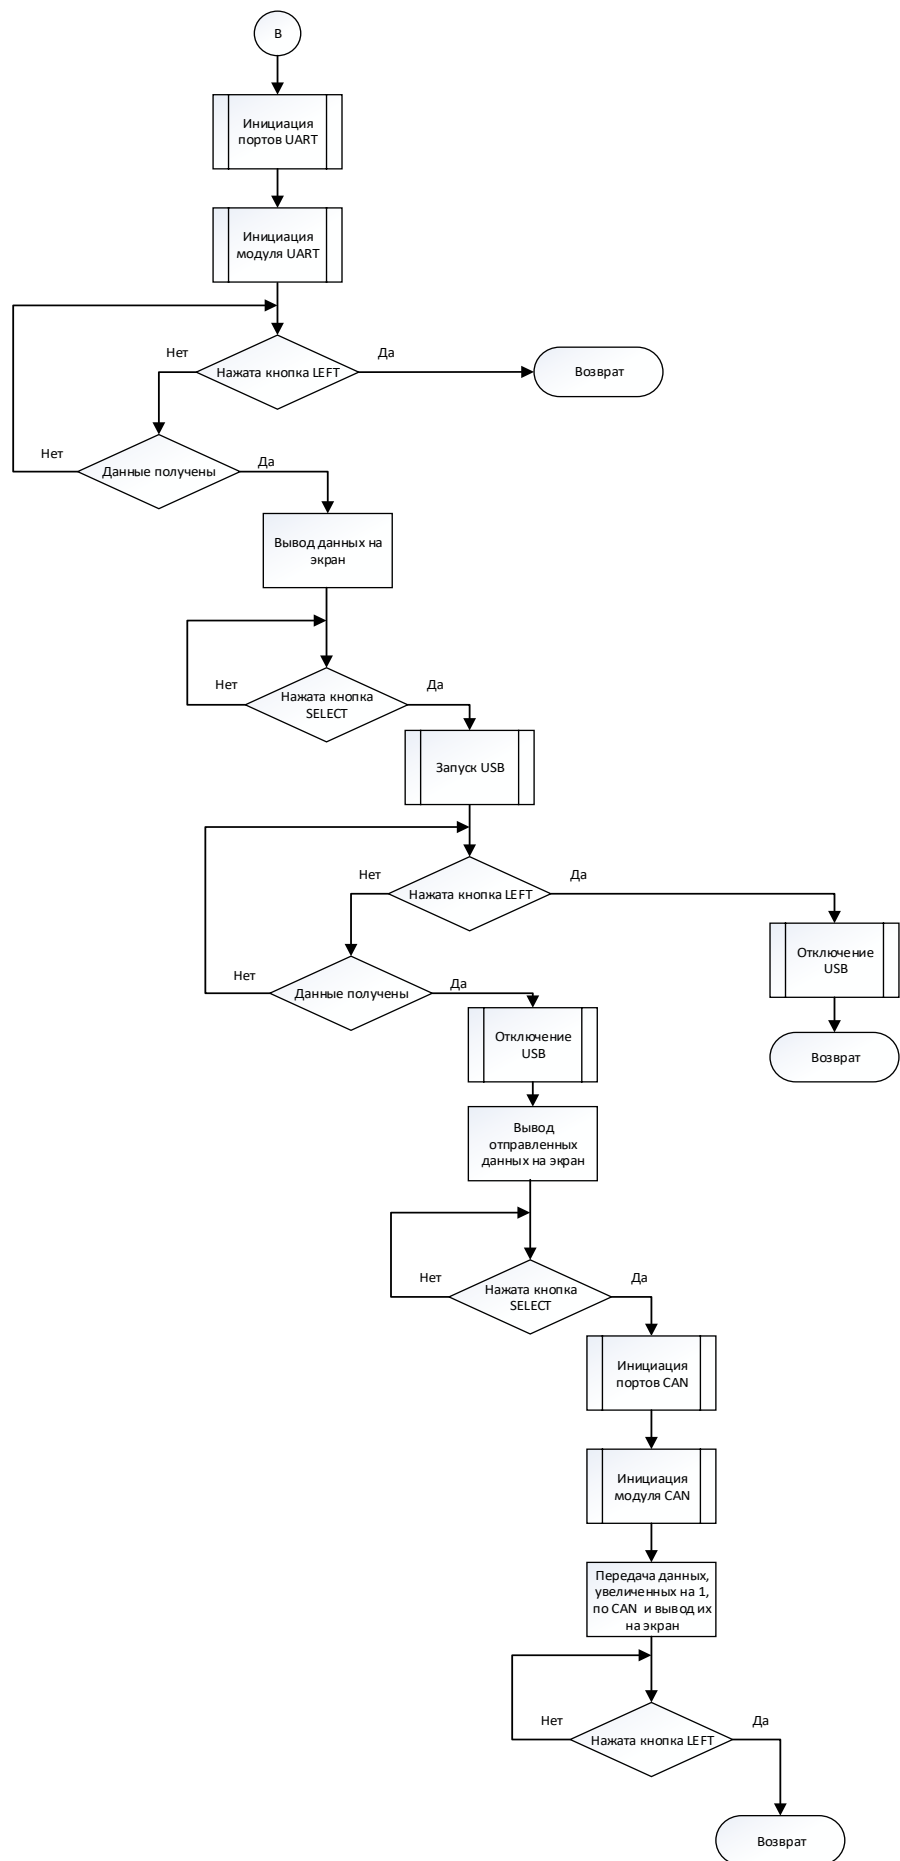 В
Инициация
портов UART
Инициация
модуля UART
Нет
Да
Нажата кнопка LEFT
Возврат
Нет
Да
Данные получены
Вывод данных на
экран
Нет
Да
Нажата кнопка
SELECT
Запуск USB
Нет
Да
Нажата кнопка LEFT
Отключение
USB
Нет
Да
Данные получены
Отключение
USB
Возврат
Вывод
отправленных
данных на экран
Нет
Да
Нажата кнопка
SELECT
Инициация
портов CAN
Инициация
модуля CAN
Передача данных,
увеличенных на 1,
по CAN и вывод их
на экран
Нет
Да
Нажата кнопка LEFT
Возврат